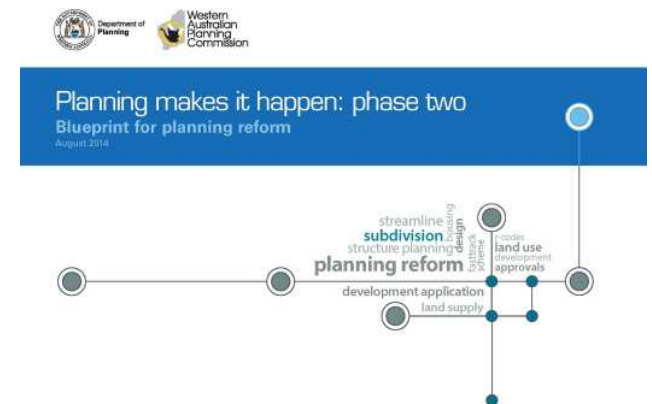 Department of
Planning
Western
Australian
Planning
Commission
Planning makes it happen: phase two
Blueprint for planning reform
August 2014
streamline
subdivision
structure planning
planning reform
housing
design
fasttrack
scheme
r-codes
land use
development
approvals
development application
land supply